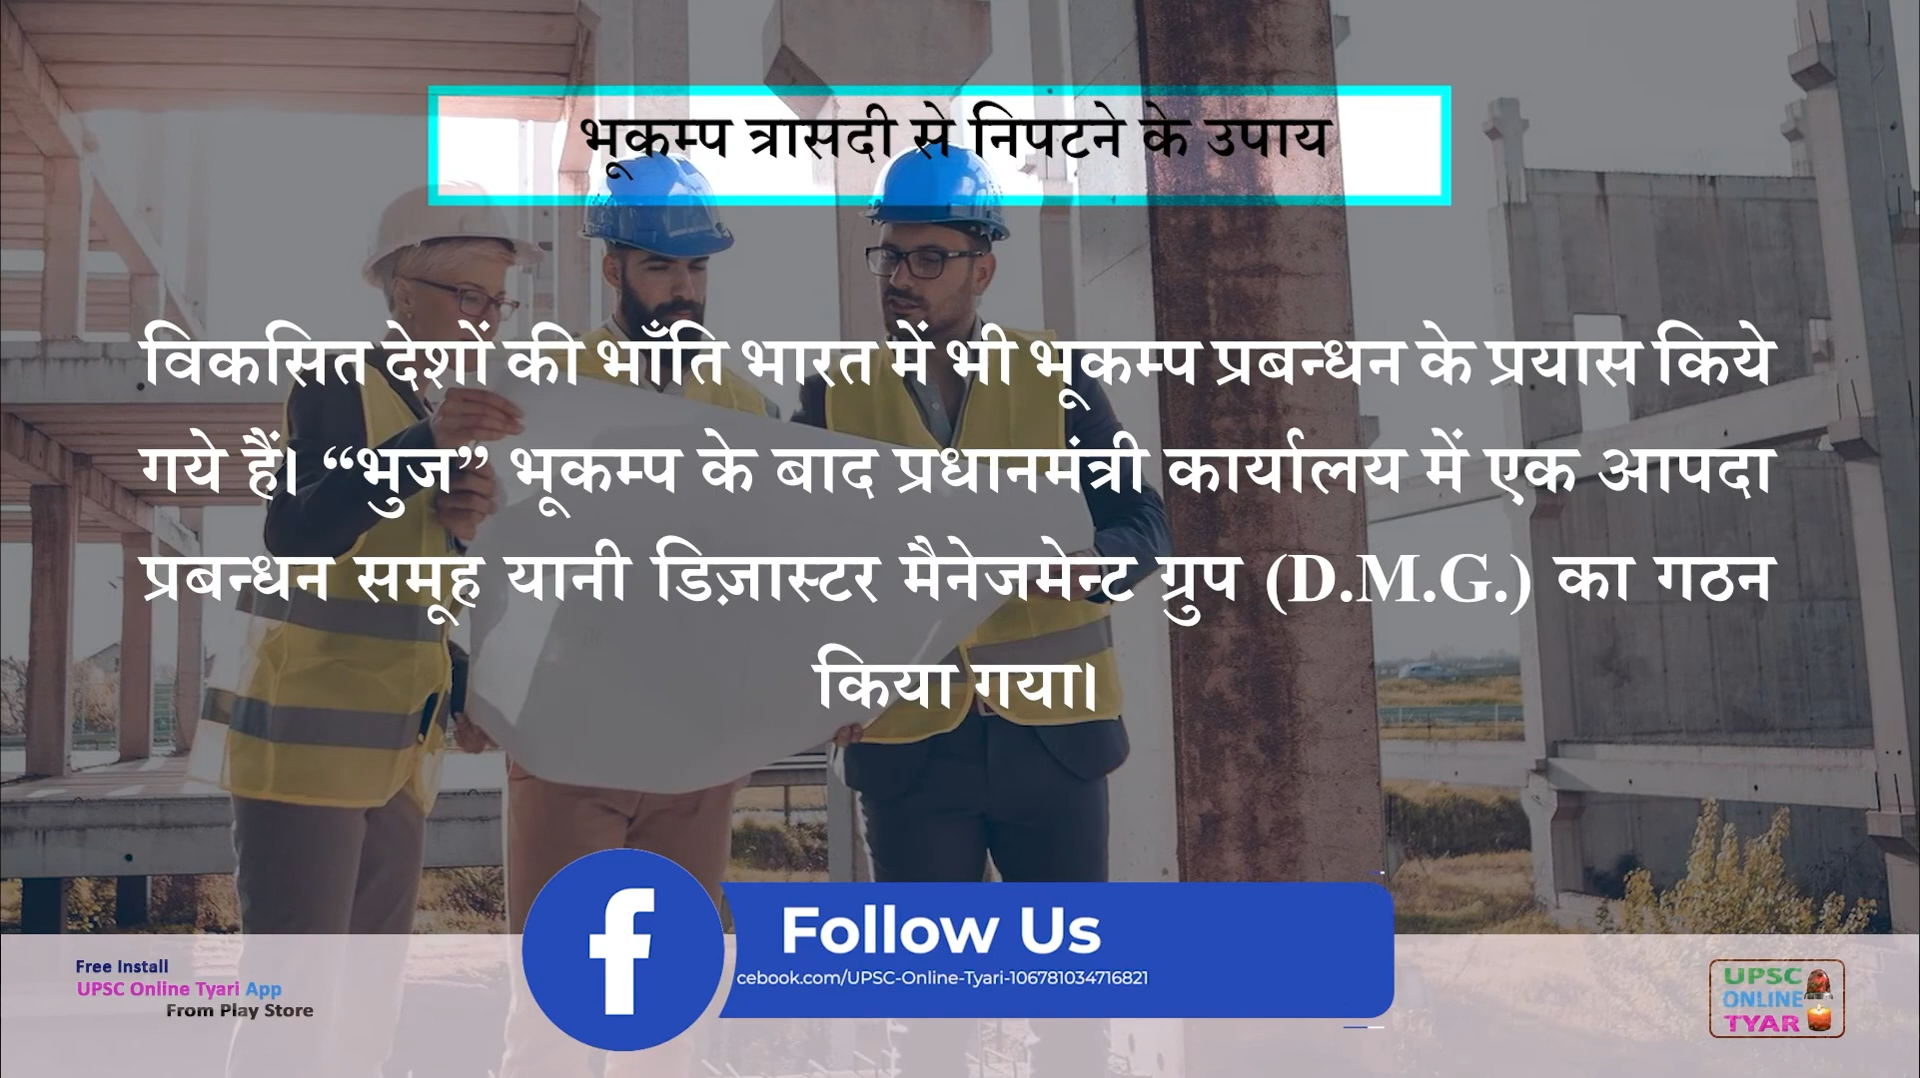 भूकम्प त्रासदी से निपटने के उपाय
विकसित देशों की भाँति भारत में भी भूकम्प प्रबन्धन के प्रयास किये
गये हैं। “भुज” भूकम्प के बाद प्रधानमंत्री कार्यालय में एक आपदा
प्रबन्धन समूह यानी डिज़ास्टर मैनेजमेन्ट ग्रुप (D.M.G.) का गठन
किया गया।
Follow Us
cebook.com/UPSC-Online-Tyari-106781034716821
Free Install
UPSC Online Tyari App
From Play Store
UPSC
ONLINE
TYAR